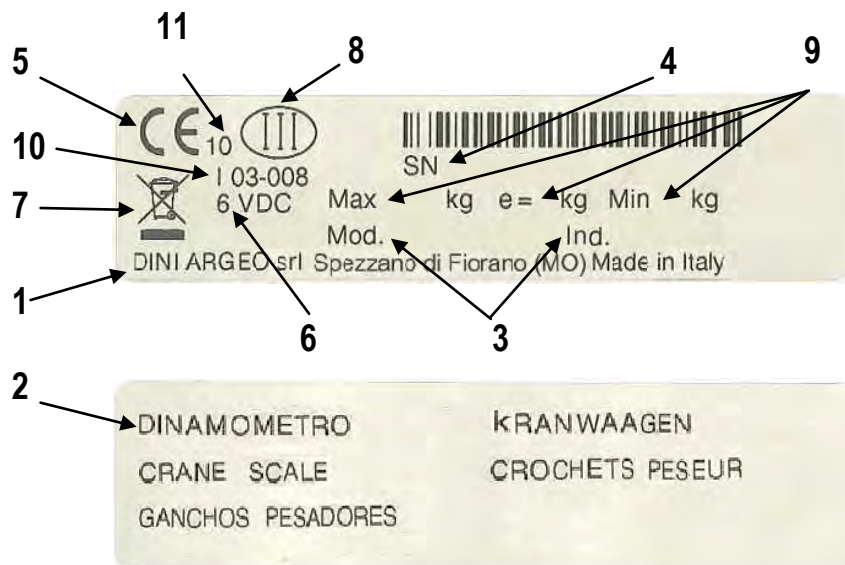 11
5 8 4 9
CE 10 III
10
SN
I 03-008
7 6 VDC Max kg e= kg Min kg
Mod. Ind.
DINI ARGEO srl Spezzano di Fiorano (MO) Made in Italy
1 6 3
2
DINAMOMETRO KRANWAAGEN
CRANE SCALE CROCHETS PESEUR
GANCHOS PESADORES